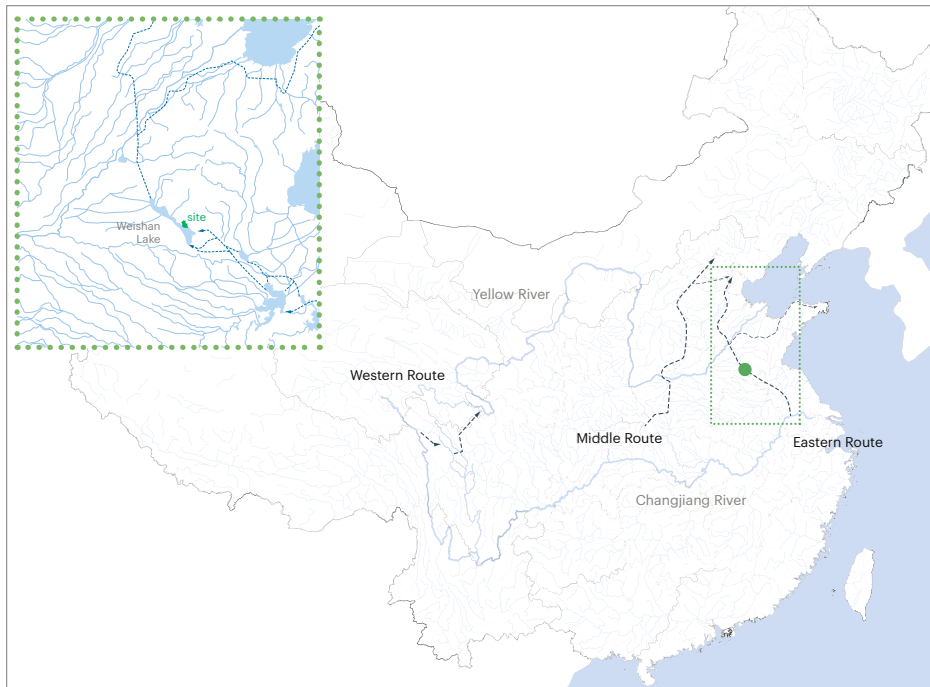 site
Weishan
Lake
Yellow River
Western Route
Middle Route
Eastern Route
Changjiang River